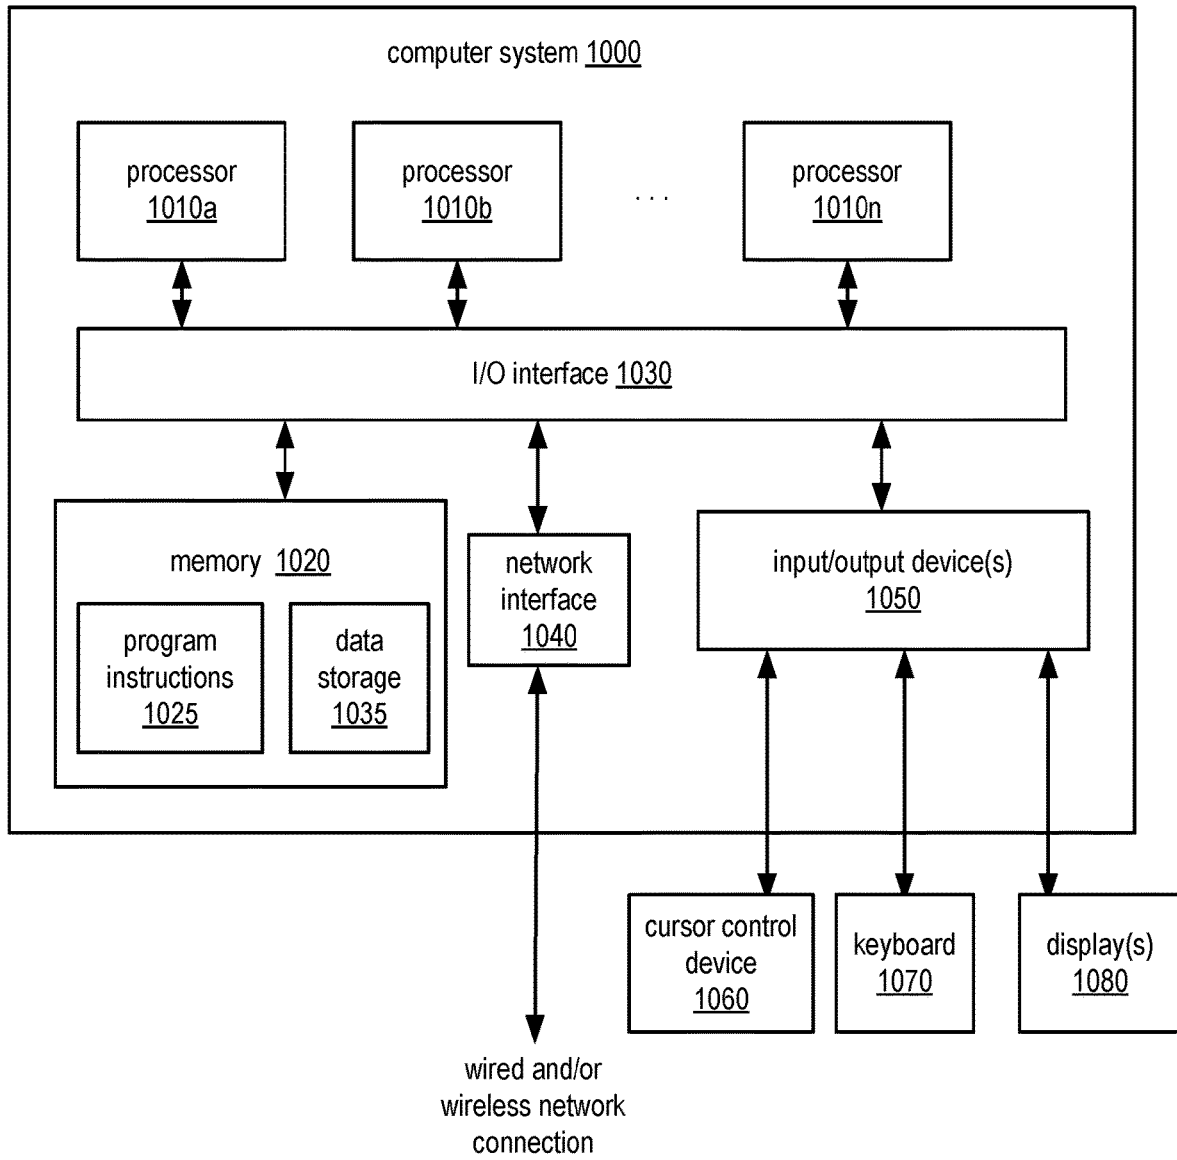 computer system 1000
processor
1010a
processor
1010b
. . .
processor
1010n
I/O interface 1030
memory 1020
program
instructions
1025
data
storage
1035
network
interface
1040
input/output device(s)
1050
cursor control
device
1060
keyboard
1070
display(s)
1080
wired and/or
wireless network
connection